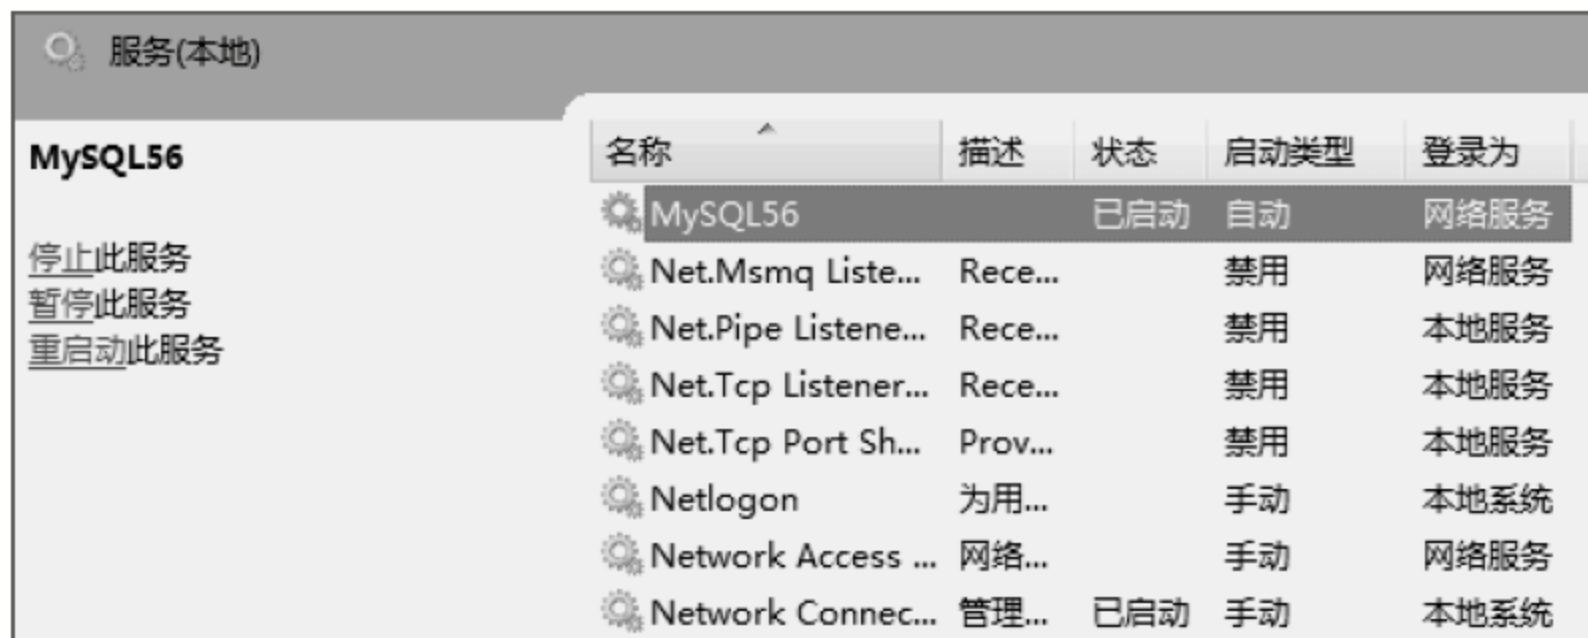 服务(本地)
MySQL56
停止此服务
暂停此服务
重启动此服务
名称 描述 状态 启动类型 登录为
MySQL56 已启动 自动 网络服务
Net.Msmq Liste... Rece... 禁用 网络服务
Net.Pipe Listene... Rece... 禁用 本地服务
Net.Tcp Listener... Rece... 禁用 本地服务
Net.Tcp Port Sh... Prov... 禁用 本地服务
Netlogon 为用... 手动 本地系统
Network Access ... 网络... 手动 网络服务
Network Connec... 管理... 已启动 手动 本地系统